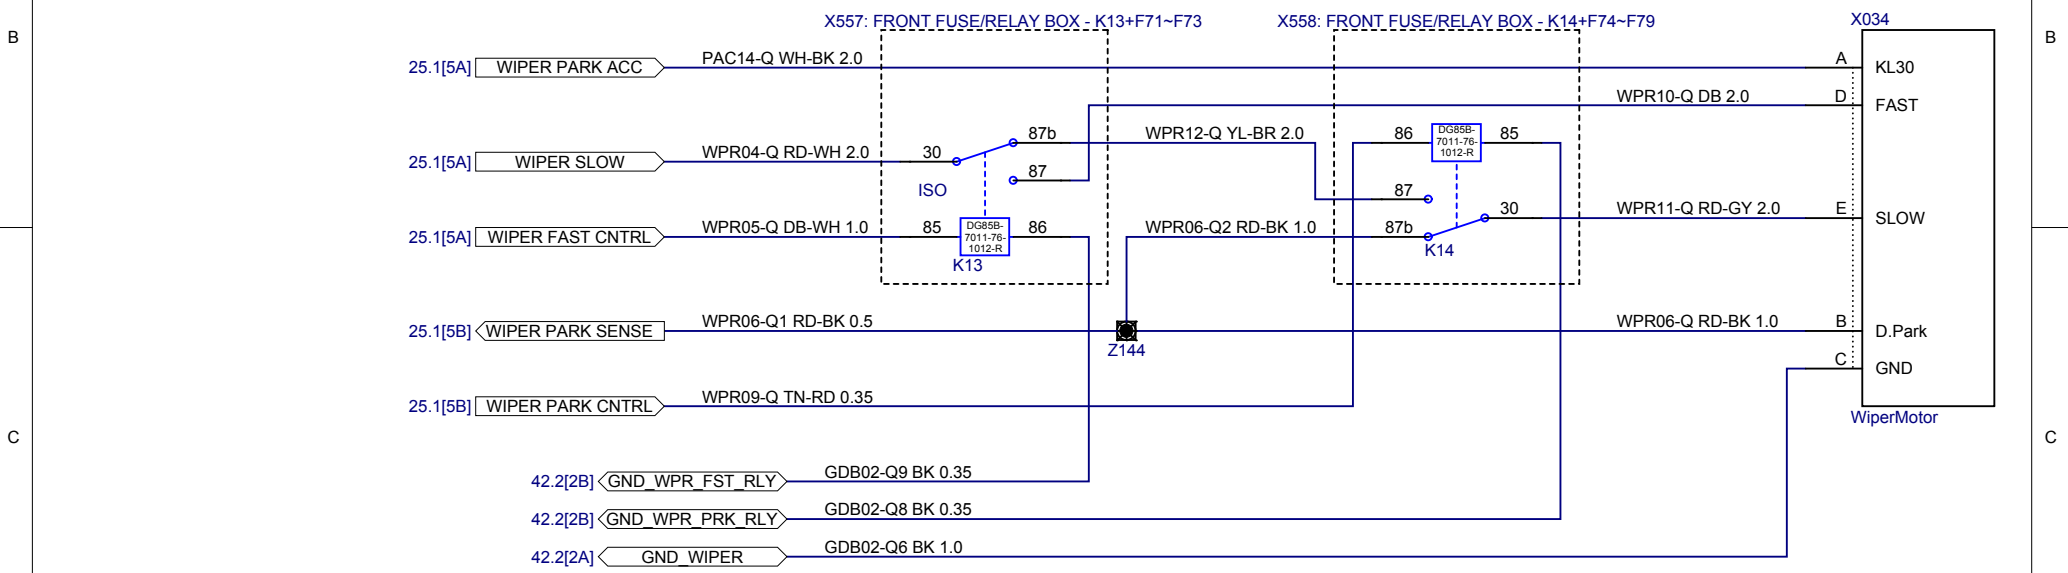 X557: FRONT FUSE/RELAY BOX - K13+F71~F73
X558: FRONT FUSE/RELAY BOX - K14+F74~F79
X034
B
B
25.1[5A]
WIPER PARK ACC
PAC14-Q WH-BK 2.0
A
KL30
WPR10-Q DB 2.0
D
FAST
25.1[5A]
WIPER SLOW
WPR04-Q RD-WH 2.0
30
87b
87
ISO
WPR12-Q YL-BR 2.0
86
DG85B-
7011-76-
1012-R
85
87
87b
30
K14
WPR11-Q RD-GY 2.0
E
SLOW
25.1[5A]
WIPER FAST CNTRL
WPR05-Q DB-WH 1.0
85
DG85B-
7011-76-
1012-R
86
K13
WPR06-Q2 RD-BK 1.0
25.1[5B]
WIPER PARK SENSE
WPR06-Q1 RD-BK 0.5
Z144
WPR06-Q RD-BK 1.0
B
D.Park
C
GND
25.1[5B]
WIPER PARK CNTRL
WPR09-Q TN-RD 0.35
WiperMotor
C
C
42.2[2B]
GND_WPR_FST_RLY
GDB02-Q9 BK 0.35
42.2[2B]
GND_WPR_PRK_RLY
GDB02-Q8 BK 0.35
42.2[2A]
GND_WIPER
GDB02-Q6 BK 1.0